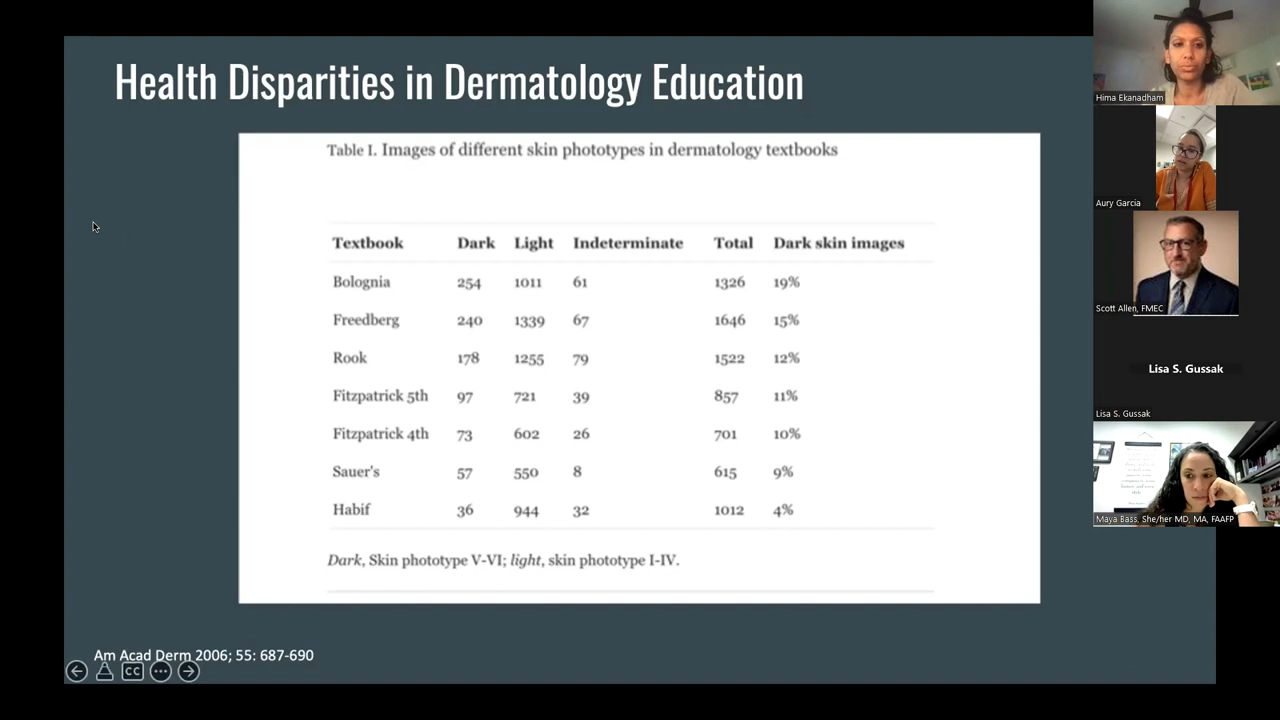 Health Disparities in Dermatology Education
Table I. Images of different skin phototypes in dermatology textbooks
Textbook Dark Light Indeterminate Total Dark skin images
Bolognia 254 1011 61 1326 19%
Freedberg 240 1339 67 1646 15%
Rook 178 1255 79 1522 12%
Fitzpatrick 5th 97 721 39 857 11%
Fitzpatrick 4th 73 602 26 701 10%
Sauer's 57 550 8 615 9%
Habif 36 944 32 1012 4%
Dark, Skin phototype V-VI; light, skin phototype I-IV.
Am Acad Derm 2006; 55: 687-690
CC
Hima Ekanadham
Aury Garcia
Scott Allen, FMEC
Lisa S. Gussak
Lisa S. Gussak
Maya Bass, She/her MD, MA, FAAFP